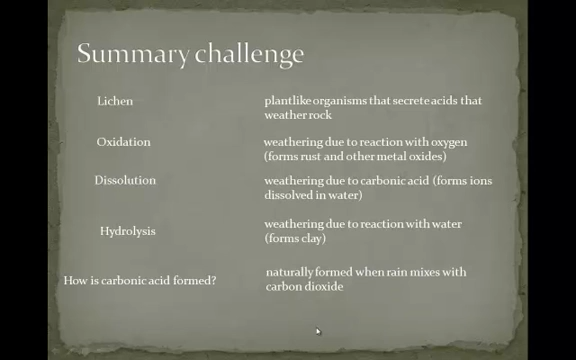 Summary challenge
Lichen
plantlike organisms that secrete acids that
weather rock
Oxidation
weathering due to reaction with oxygen
(forms rust and other metal oxides)
Dissolution
weathering due to carbonic acid (forms ions
dissolved in water)
Hydrolysis
weathering due to reaction with water
(forms clay)
How is carbonic acid formed?
naturally formed when rain mixes with
carbon dioxide